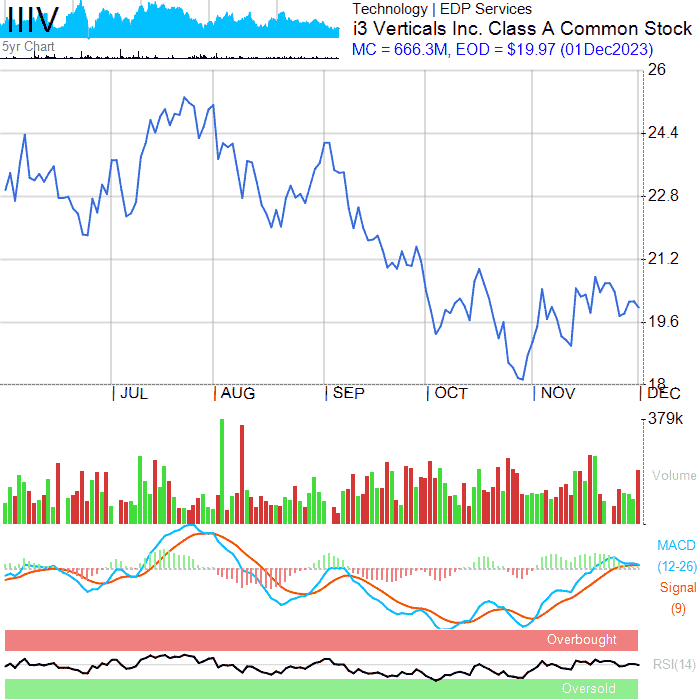 IIIV
5yr Chart
Technology | EDP Services
i3 Verticals Inc. Class A Common Stock
MC = 666.3M, EOD = $19.97 (01Dec2023)
26
24.4
22.8
21.2
19.6
18
JUL
AUG
SEP
OCT
NOV
DEC
379k
Volume
MACD
(12-26)
Signal
(9)
Overbought
RSI(14)
Oversold